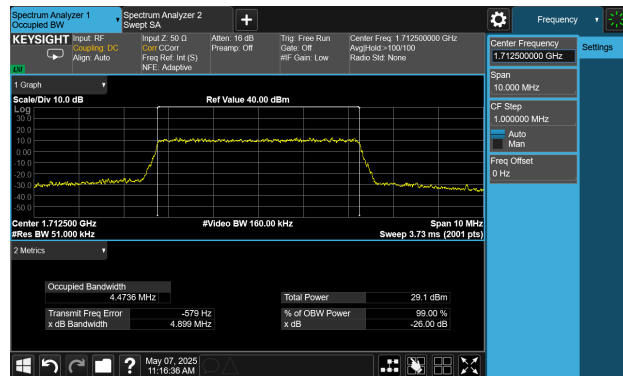 Spectrum Analyzer 1
Occupied BW
Spectrum Analyzer 2
Swept SA
+
Frequency
KEYSIGHT
Input: RF
Coupling: DC
Align: Auto
Input Z: 50 Ω
Corr CCorr
Freq Ref: Int (S)
NFE: Adaptive
Atten: 16 dB
Preamp: Off
Trig: Free Run
Gate: Off
#IF Gain: Low
Center Freq: 1.712500000 GHz
Avg|Hold:>100/100
Radio Std: None
LXI
1 Graph
Scale/Div 10.0 dB
Ref Value 40.00 dBm
Log
30.0
20.0
10.0
0.00
-10.0
-20.0
-30.0
-40.0
-50.0
Center 1.712500 GHz
#Video BW 160.00 kHz
Span 10 MHz
#Res BW 51.000 kHz
Sweep 3.73 ms (2001 pts)
2 Metrics
Occupied Bandwidth
4.4736 MHz
Total Power 29.1 dBm
Transmit Freq Error -579 Hz
% of OBW Power 99.00 %
x dB Bandwidth 4.899 MHz
x dB -26.00 dB
?
May 07, 2025
11:16:36 AM
Center Frequency
1.712500000 GHz
Settings
Span
10.000 MHz
CF Step
1.000000 MHz
Auto
Man
Freq Offset
0 Hz